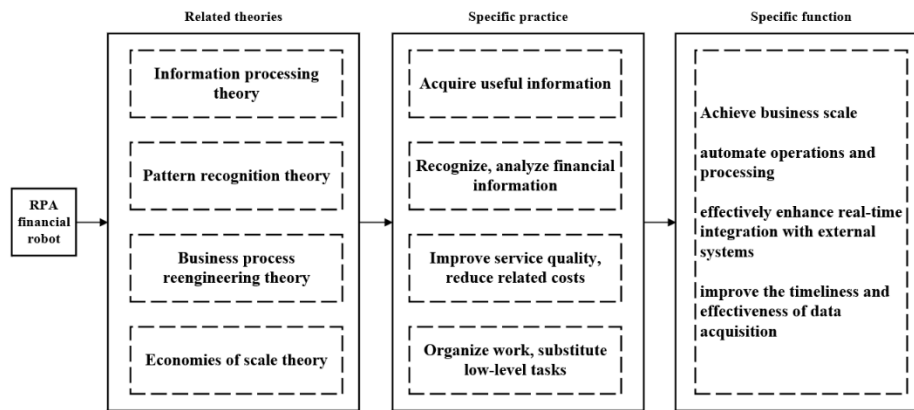 Related theories
Specific practice
Specific function
RPA
financial
robot
Information processing
theory
Pattern recognition theory
Business process
reengineering theory
Economies of scale theory
Acquire useful information
Recognize, analyze financial
information
Improve service quality,
reduce related costs
Organize work, substitute
low-level tasks
Achieve business scale
automate operations and
processing
effectively enhance real-time
integration with external
systems
improve the timeliness and
effectiveness of data
acquisition